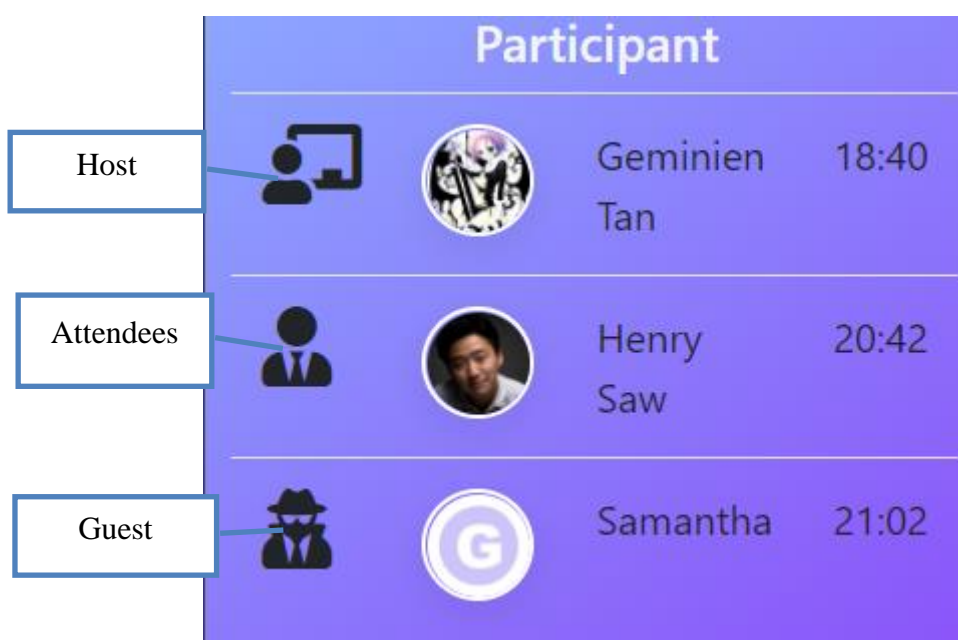 Participant
Host
Geminien 18:40
Tan
Attendees
Henry 20:42
Saw
Guest
G
Samantha 21:02